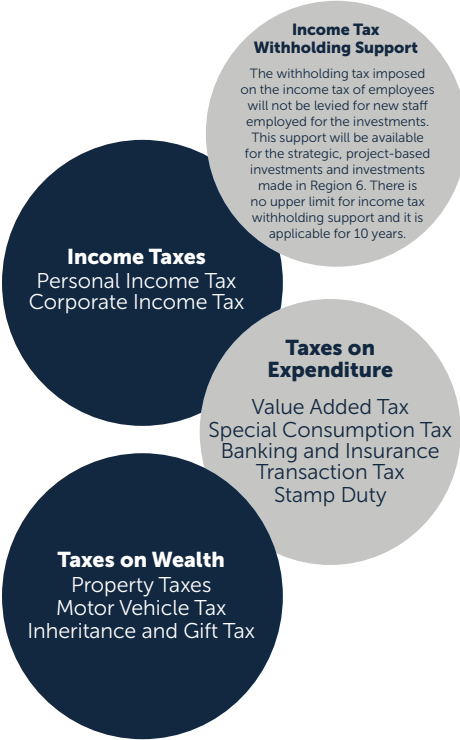 Income Tax
Withholding Support
The withholding tax imposed
on the income tax of employees
will not be levied for new staff
employed for the investments.
This support will be available
for the strategic, project-based
investments and investments
made in Region 6. There is
no upper limit for income tax
withholding support and it is
applicable for 10 years.
Income Taxes
Personal Income Tax
Corporate Income Tax
Taxes on
Expenditure
Value Added Tax
Special Consumption Tax
Banking and Insurance
Transaction Tax
Stamp Duty
Taxes on Wealth
Property Taxes
Motor Vehicle Tax
Inheritance and Gift Tax